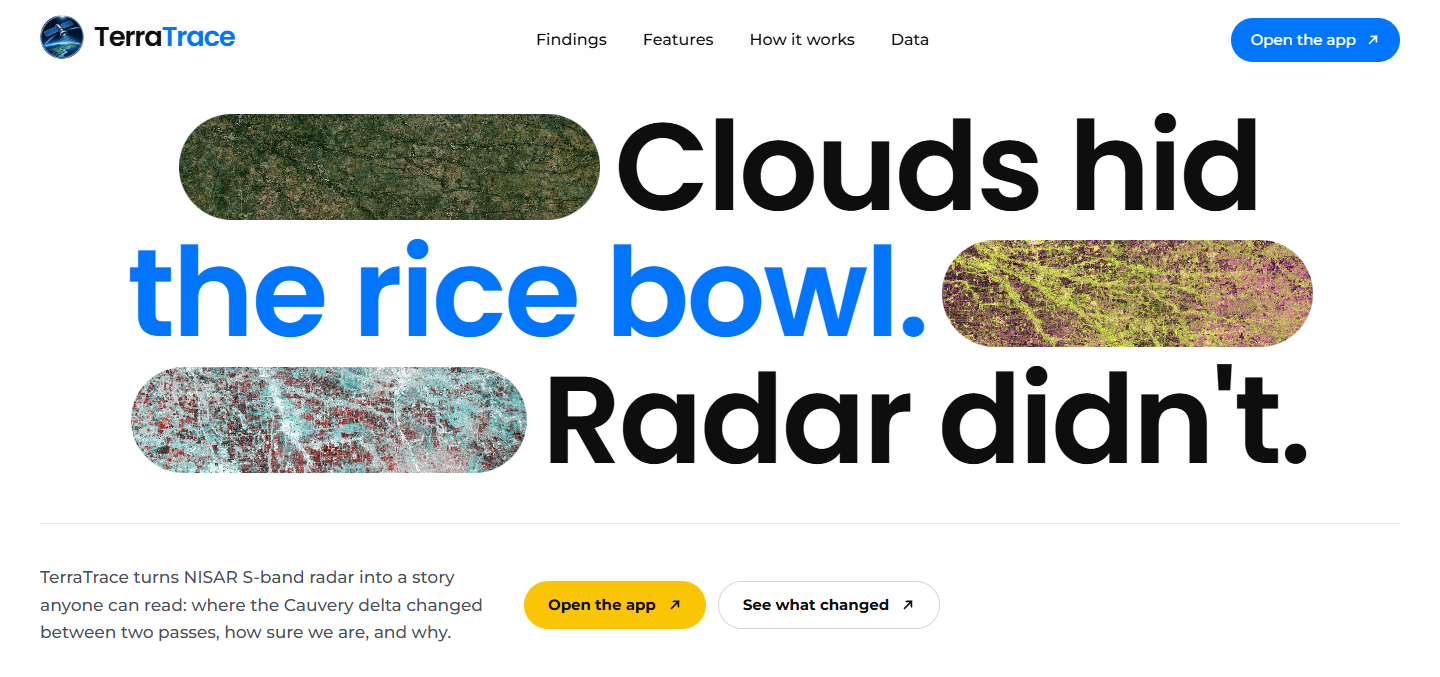 TerraTrace
Findings
Features
How it works
Data
Open the app
Clouds hid
the rice bowl.
Radar didn't.
TerraTrace turns NISAR S-band radar into a story
anyone can read: where the Cauvery delta changed
between two passes, how sure we are, and why.
Open the app
See what changed